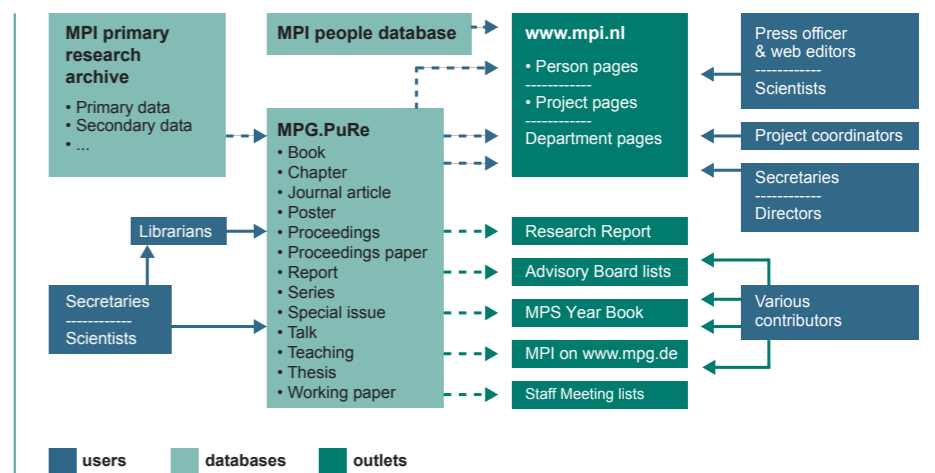 MPI primary
research
archive
• Primary data
• Secondary data
• ...
MPI people database
www.mpi.nl
• Person pages
------------
• Project pages
------------
Department pages
Press officer
& web editors
------------
Scientists
Project coordinators
Secretaries
------------
Directors
MPG.PuRe
• Book
• Chapter
• Journal article
• Poster
• Proceedings
• Proceedings paper
• Report
• Series
• Special issue
• Talk
• Teaching
• Thesis
• Working paper
Librarians
Secretaries
------------
Scientists
Research Report
Advisory Board lists
MPS Year Book
MPI on www.mpg.de
Staff Meeting lists
Various
contributors
users
databases
outlets